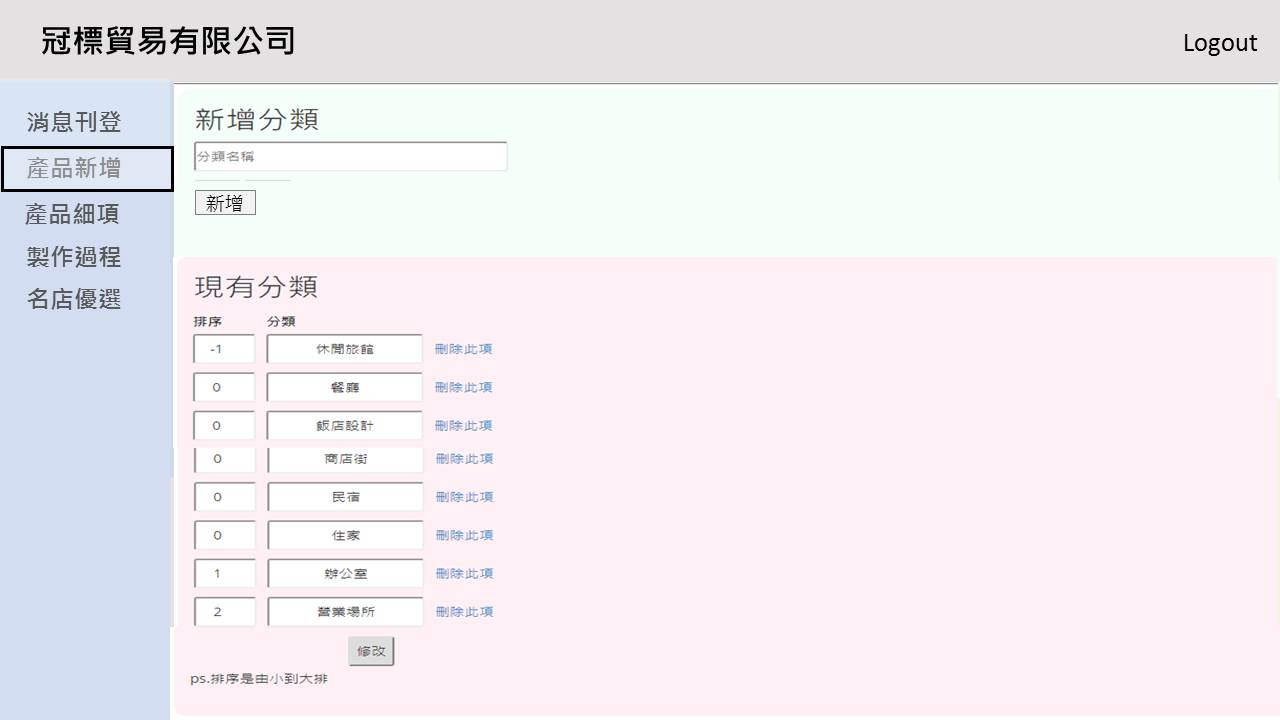 冠標貿易有限公司
Logout
消息刊登
產品新增
產品細項
製作過程
名店優選
新增分類
分類名稱
新增
現有分類
排序 分類
-1 休閒旅館 刪除此項
0 餐廳 刪除此項
0 飯店設計 刪除此項
0 商店街 刪除此項
0 民宿 刪除此項
0 住家 刪除此項
1 辦公室 刪除此項
2 營業場所 刪除此項
修改
ps.排序是由小到大排